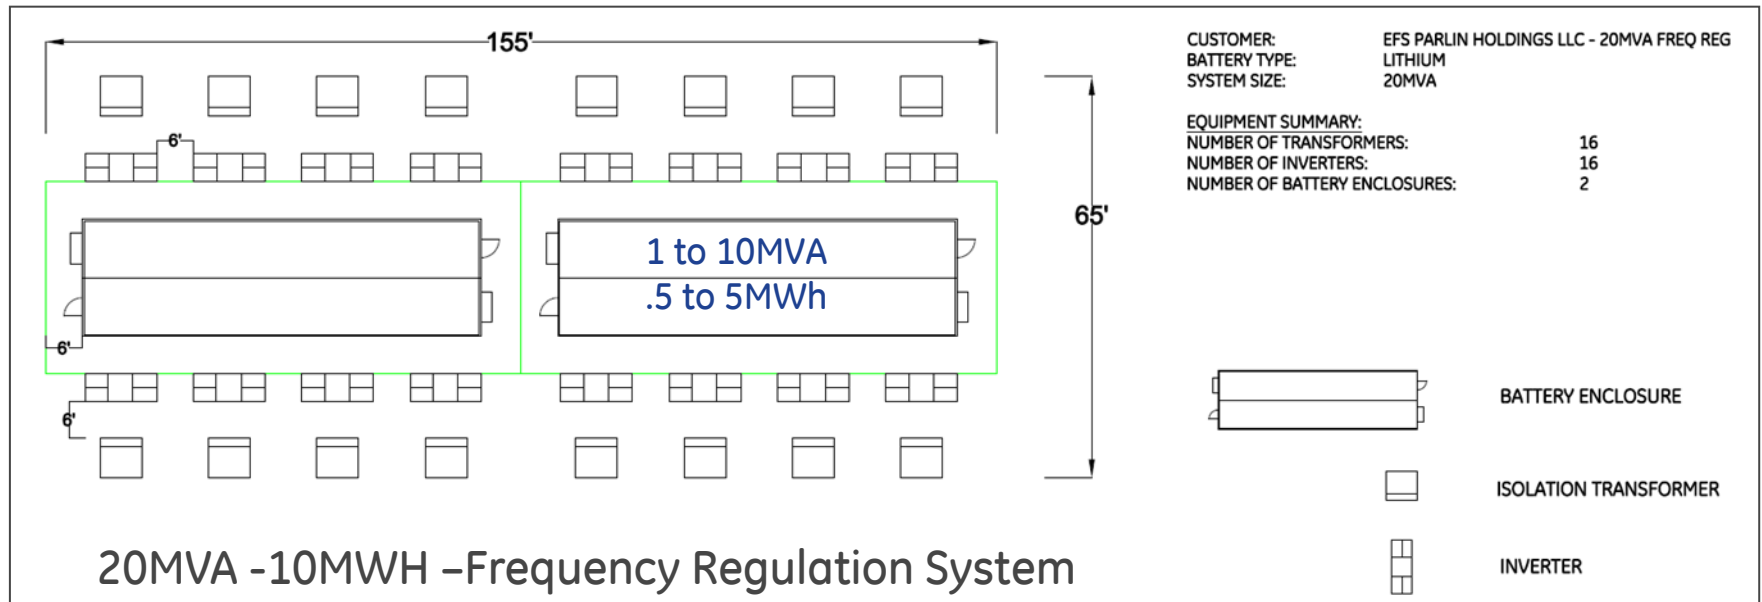 155'
6'
65'
1 to 10MVA
.5 to 5MWh
6'
6'
20MVA -10MWH –Frequency Regulation System
CUSTOMER: EFS PARLIN HOLDINGS LLC - 20MVA FREQ REG
BATTERY TYPE: LITHIUM
SYSTEM SIZE: 20MVA
EQUIPMENT SUMMARY:
NUMBER OF TRANSFORMERS: 16
NUMBER OF INVERTERS: 16
NUMBER OF BATTERY ENCLOSURES: 2
BATTERY ENCLOSURE
ISOLATION TRANSFORMER
INVERTER